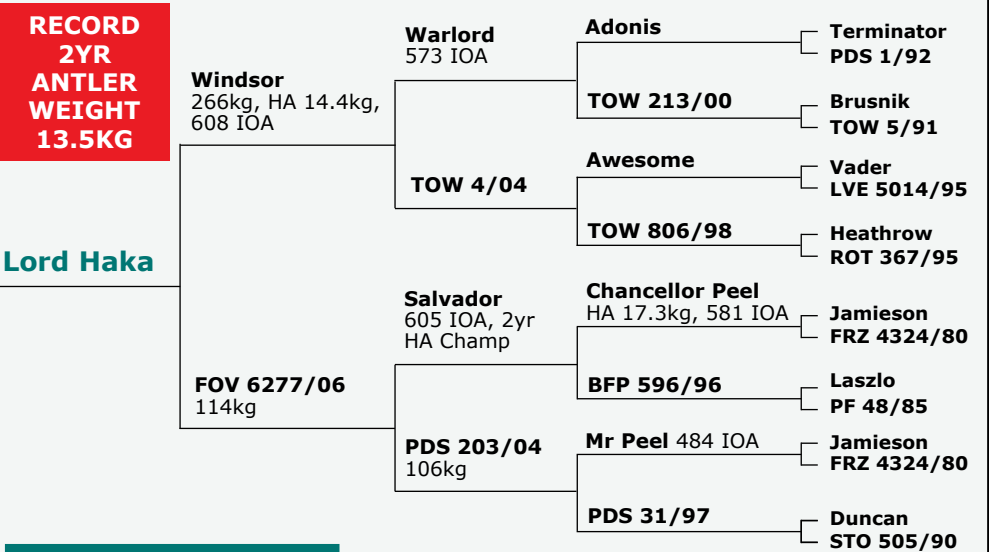 RECORD
2YR
ANTLER
WEIGHT
13.5KG
Lord Haka
Windsor
266kg, HA 14.4kg,
608 IOA
FOV 6277/06
114kg
Warlord
573 IOA
TOW 4/04
Salvador
605 IOA, 2yr
HA Champ
PDS 203/04
106kg
Adonis
TOW 213/00
Awesome
TOW 806/98
Chancellor Peel
HA 17.3kg, 581 IOA
BFP 596/96
Mr Peel 484 IOA
PDS 31/97
Terminator
PDS 1/92
Brusnik
TOW 5/91
Vader
LVE 5014/95
Heathrow
ROT 367/95
Jamieson
FRZ 4324/80
Laszlo
PF 48/85
Jamieson
FRZ 4324/80
Duncan
STO 505/90